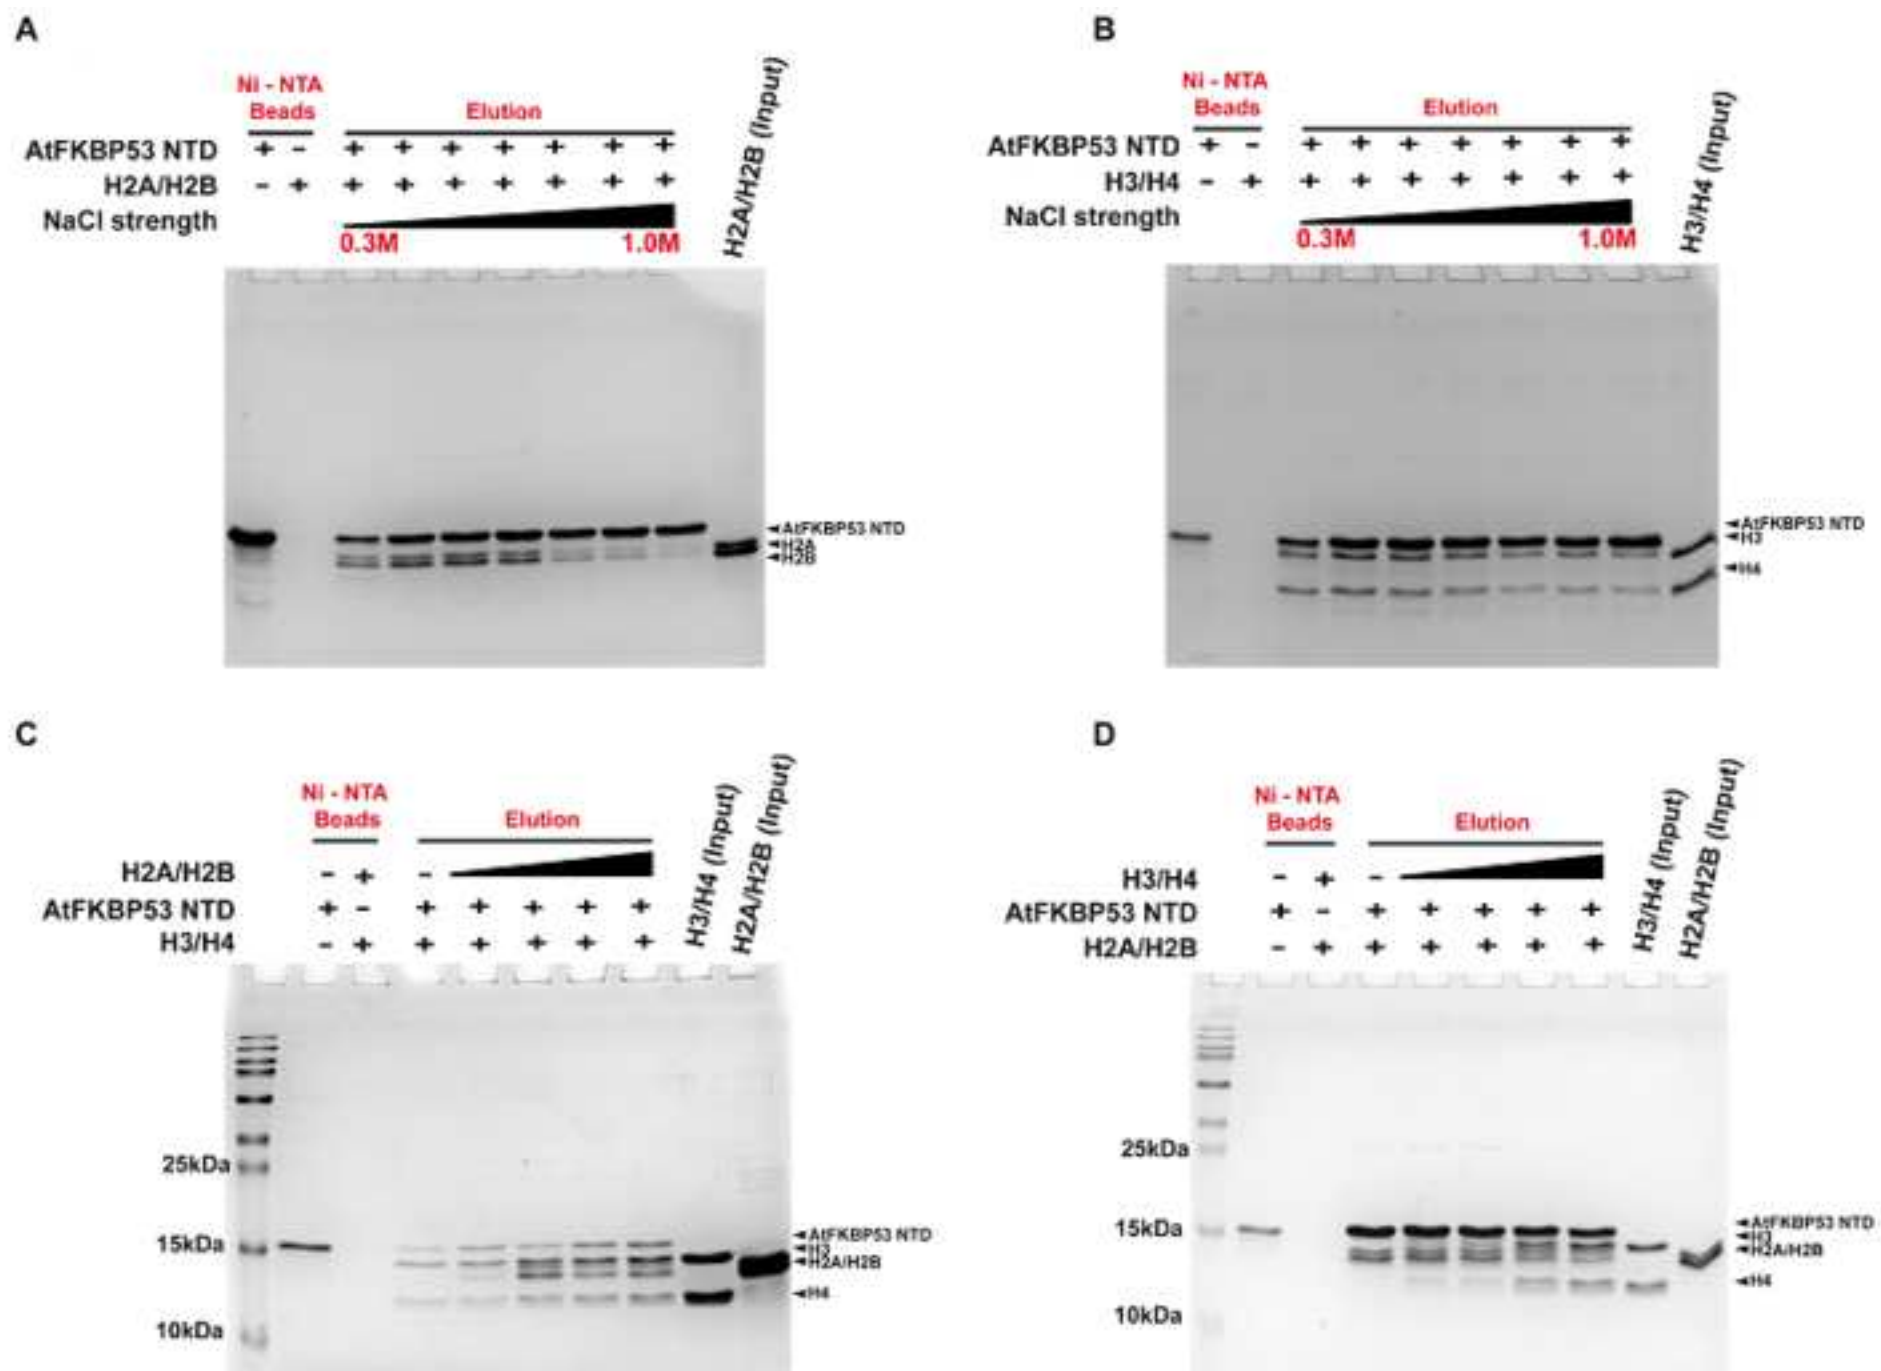 A
Ni - NTA
Beads
Elution
AtFKBP53 NTD + - + + + + + + +
H2A/H2B - + + + + + + + +
NaCl strength
0.3M 1.0M
H2A/H2B (Input)
AtFKBP53 NTD
H2A
H2B
B
Ni - NTA
Beads
Elution
AtFKBP53 NTD + - + + + + + + +
H3/H4 - + + + + + + + +
NaCl strength
0.3M 1.0M
H3/H4 (Input)
AtFKBP53 NTD
H3
H4
C
Ni - NTA
Beads
Elution
H2A/H2B - + -
AtFKBP53 NTD + - + + + + +
H3/H4 - + + + + + +
H3/H4 (Input)
H2A/H2B (Input)
25kDa
15kDa
10kDa
AtFKBP53 NTD
H3
H2A/H2B
H4
D
Ni - NTA
Beads
Elution
H3/H4 - + -
AtFKBP53 NTD + - + + + + +
H2A/H2B - + + + + + +
H3/H4 (Input)
H2A/H2B (Input)
25kDa
15kDa
10kDa
AtFKBP53 NTD
H3
H2A/H2B
H4